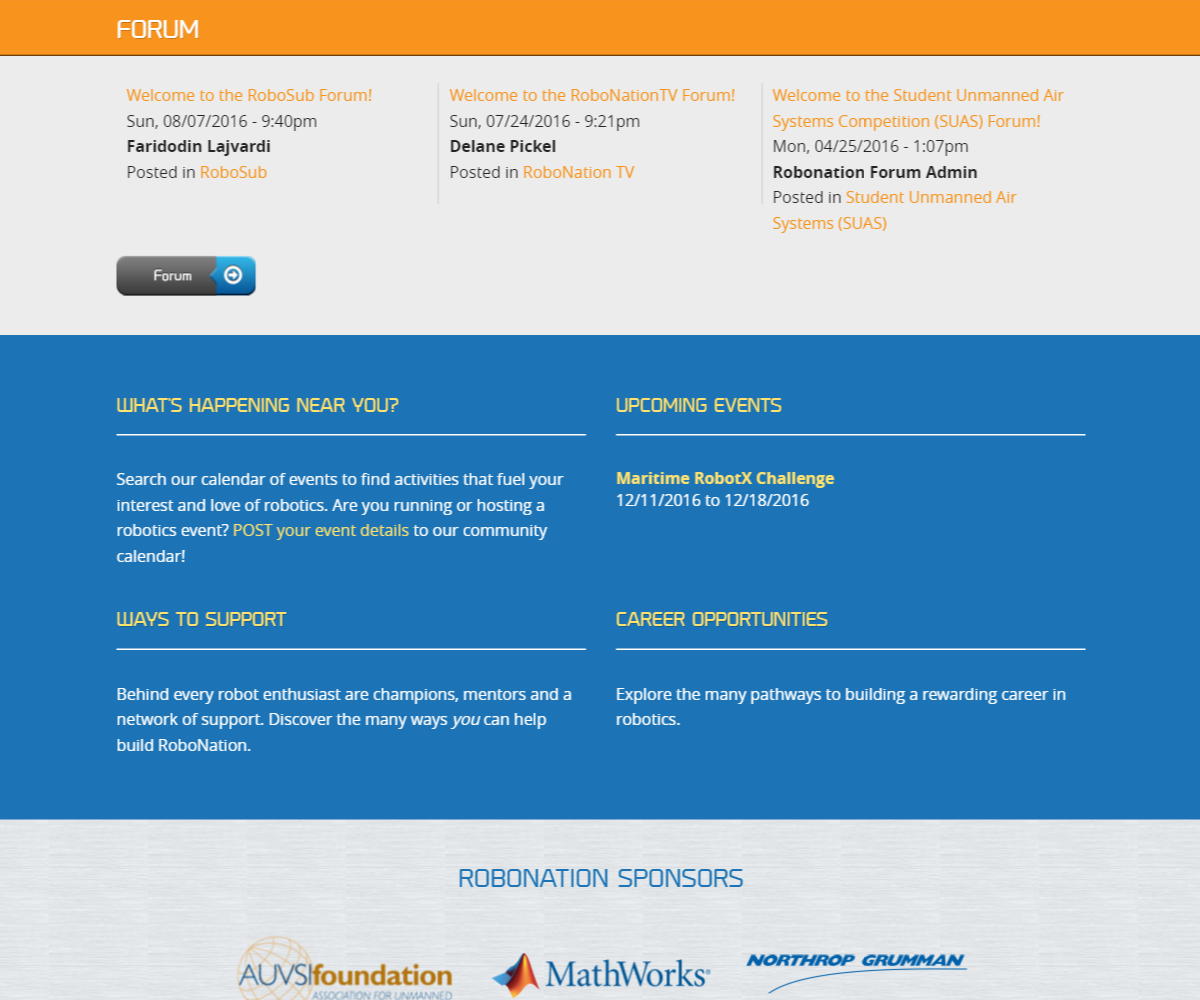 FORUM
Welcome to the RoboSub Forum!
Sun, 08/07/2016 - 9:40pm
Faridodin Lajvardi
Posted in RoboSub
Welcome to the RoboNationTV Forum!
Sun, 07/24/2016 - 9:21pm
Delane Pickel
Posted in RoboNation TV
Welcome to the Student Unmanned Air
Systems Competition (SUAS) Forum!
Mon, 04/25/2016 - 1:07pm
Robonation Forum Admin
Posted in Student Unmanned Air
Systems (SUAS)
Forum
WHAT'S HAPPENING NEAR YOU?
Search our calendar of events to find activities that fuel your
interest and love of robotics. Are you running or hosting a
robotics event? POST your event details to our community
calendar!
UPCOMING EVENTS
Maritime RobotX Challenge
12/11/2016 to 12/18/2016
WAYS TO SUPPORT
Behind every robot enthusiast are champions, mentors and a
network of support. Discover the many ways you can help
build RoboNation.
CAREER OPPORTUNITIES
Explore the many pathways to building a rewarding career in
robotics.
ROBONATION SPONSORS
AUVSIfoundation
ASSOCIATION FOR UNMANNED
MathWorks®
NORTHROP GRUMMAN